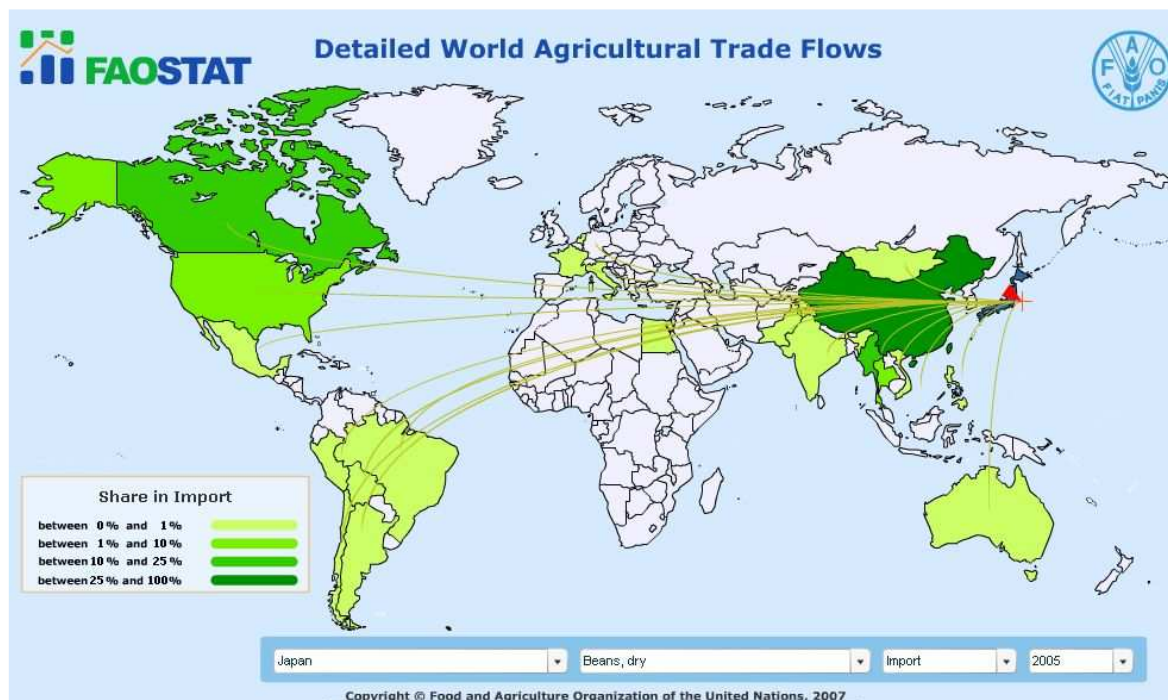 FAOSTAT
Detailed World Agricultural Trade Flows
F A O
FIAT PANIS
Share in Import
between 0% and 1%
between 1% and 10%
between 10% and 25%
between 25% and 100%
Japan
Beans, dry
Import
2005
Copyright © Food and Agriculture Organization of the United Nations, 2007